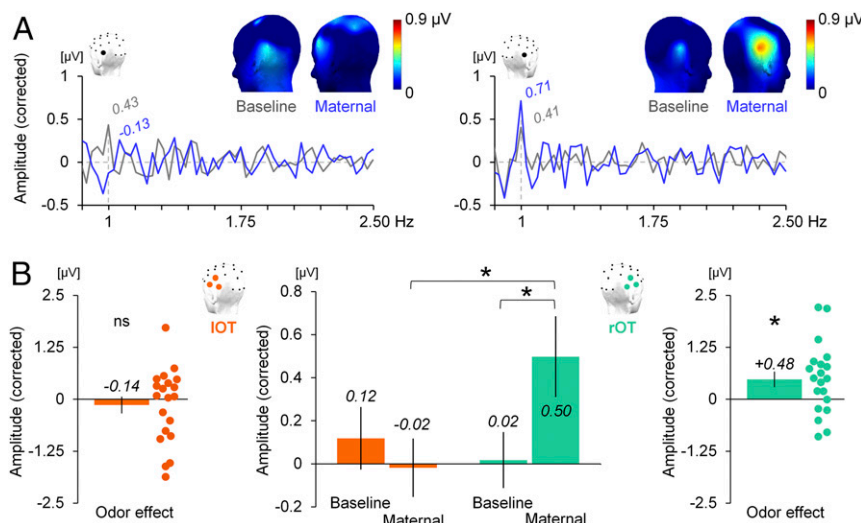 A
[µV]
1
0.5
0
-0.5
Amplitude (corrected)
0.43
-0.13
Baseline
Maternal
0.9 µV
0
1
1.75
2.50 Hz
[µV]
1
0.5
0
-0.5
Amplitude (corrected)
0.71
0.41
Baseline
Maternal
0.9 µV
0
1
1.75
2.50 Hz
B
[µV]
2.5
1.25
0
-1.25
-2.5
Amplitude (corrected)
ns
-0.14
Odor effect
lOT
[µV]
0.8
0.6
0.4
0.2
0
-0.2
Amplitude (corrected)
*
*
0.12
-0.02
0.02
0.50
Baseline
Maternal
Baseline
Maternal
rOT
[µV]
2.5
1.25
0
-1.25
-2.5
Amplitude (corrected)
*
+0.48
Odor effect